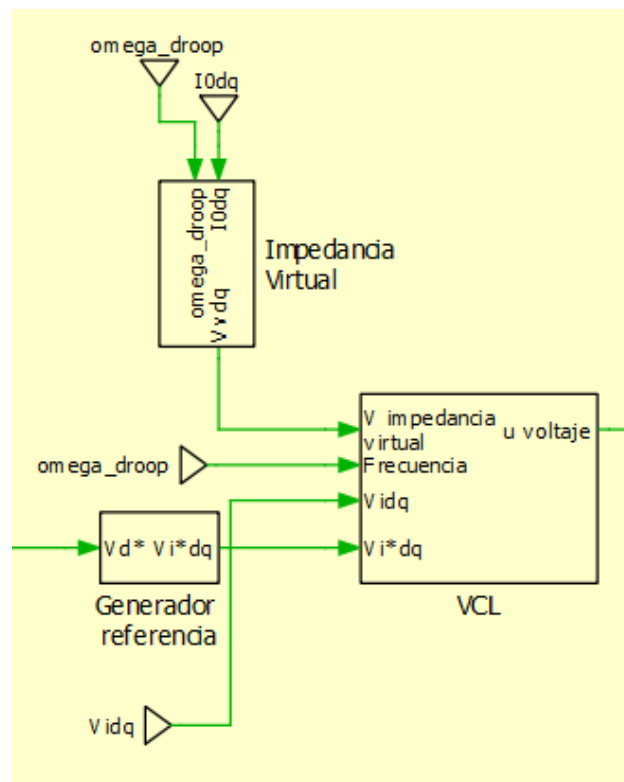 omega_droop
I0dq
omega_droop
I0dq
Vvdq
Impedancia
Virtual
V impedancia
virtual
u voltaje
omega_droop
Frecuencia
Vidq
Vd* Vi*dq
Vi*dq
Generador
referencia
VCL
Vidq